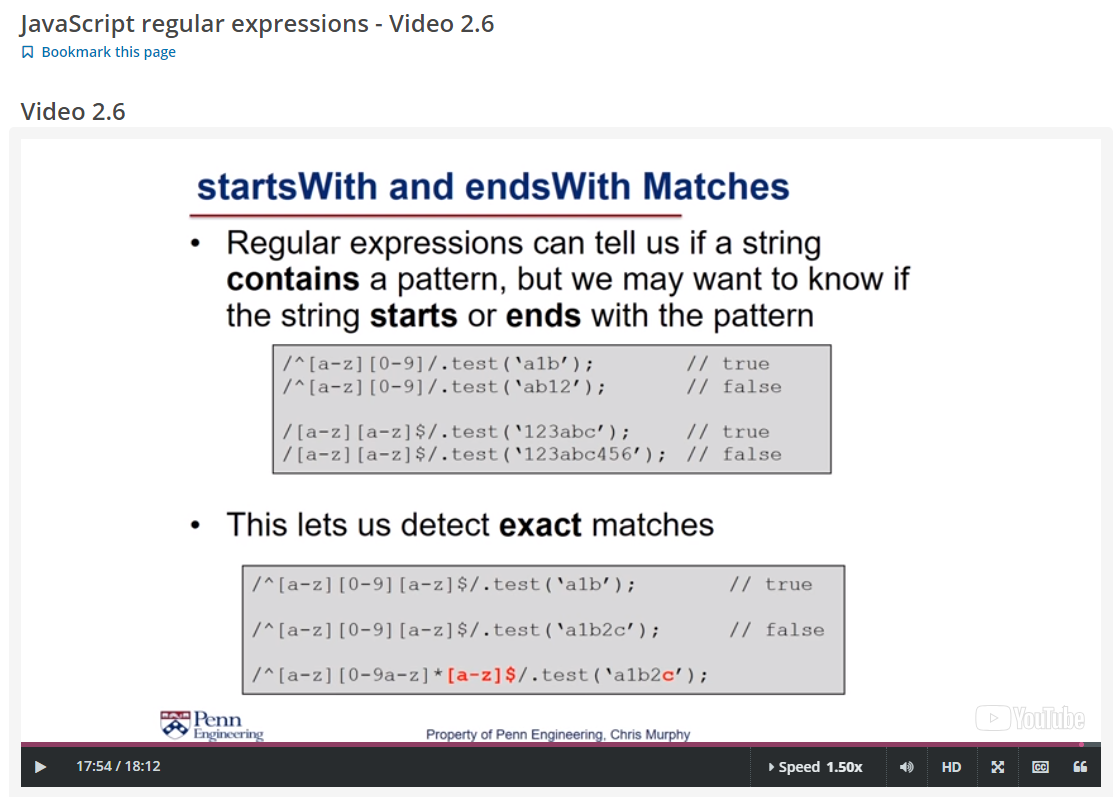 JavaScript regular expressions - Video 2.6
Bookmark this page
Video 2.6
startsWith and endsWith Matches
• Regular expressions can tell us if a string
contains a pattern, but we may want to know if
the string starts or ends with the pattern
/^[a-z][0-9]/.test(‘a1b’); // true
/^[a-z][0-9]/.test(‘ab12’); // false
/[a-z][a-z]$/.test(‘123abc’); // true
/[a-z][a-z]$/.test(‘123abc456’); // false
• This lets us detect exact matches
/^[a-z][0-9][a-z]$/.test(‘a1b’); // true
/^[a-z][0-9][a-z]$/.test(‘a1b2c’); // false
/^[a-z][0-9a-z]*[a-z]$/.test(‘a1b2c’);
Penn
Engineering
Property of Penn Engineering, Chris Murphy
YouTube
17:54 / 18:12
Speed 1.50x
HD
CC